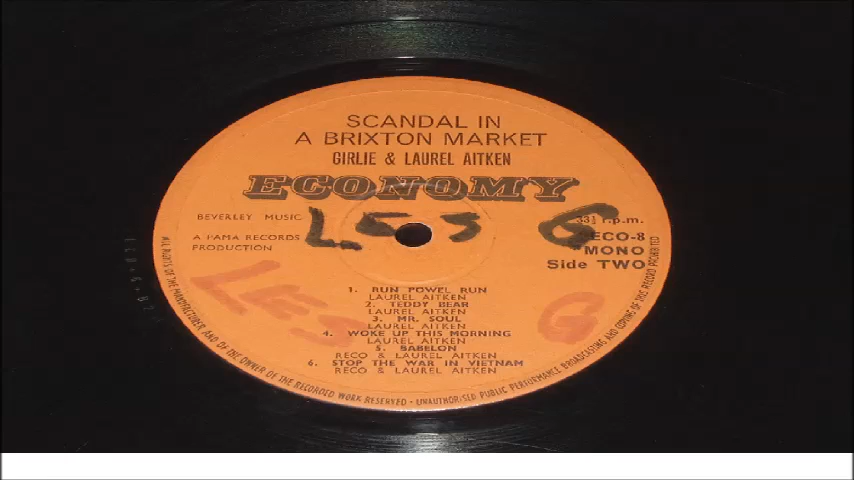 SCANDAL IN
A BRIXTON MARKET
GIRLIE & LAUREL AITKEN
ECONOMY
BEVERLEY MUSIC
LES G
33⅓ r.p.m.
A PAMA RECORDS
PRODUCTION
ECO-8
MONO
Side TWO
LES G
1. RUN POWEL RUN
LAUREL AITKEN
2. TEDDY BEAR
LAUREL AITKEN
3. MR. SOUL
LAUREL AITKEN
4. WOKE UP THIS MORNING
LAUREL AITKEN
5. BABELON
RECO & LAUREL AITKEN
6. STOP THE WAR IN VIETNAM
RECO & LAUREL AITKEN
ALL RIGHTS OF THE MANUFACTURER AND OF THE OWNER OF THE RECORDED WORK RESERVED - UNAUTHORISED PUBLIC PERFORMANCE BROADCASTING AND COPYING OF THIS RECORD PROHIBITED